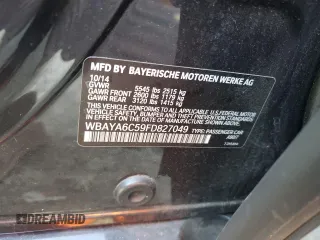 MFD BY BAYERISCHE MOTOREN WERKE AG
10/14
GVWR 5545 lbs 2515 kg
GAWR FRONT 2600 lbs 1179 kg
GAWR REAR 3120 lbs 1415 kg
THIS VEHICLE CONFORMS TO ALL APPLICABLE U.S. FEDERAL MOTOR
VEHICLE SAFETY, BUMPER AND THEFT PREVENTION STANDARDS IN
EFFECT ON THE DATE OF MANUFACTURE SHOWN ABOVE.
WBAYA6C59FD827049 TYPE: PASSENGER CAR
DREAMBID